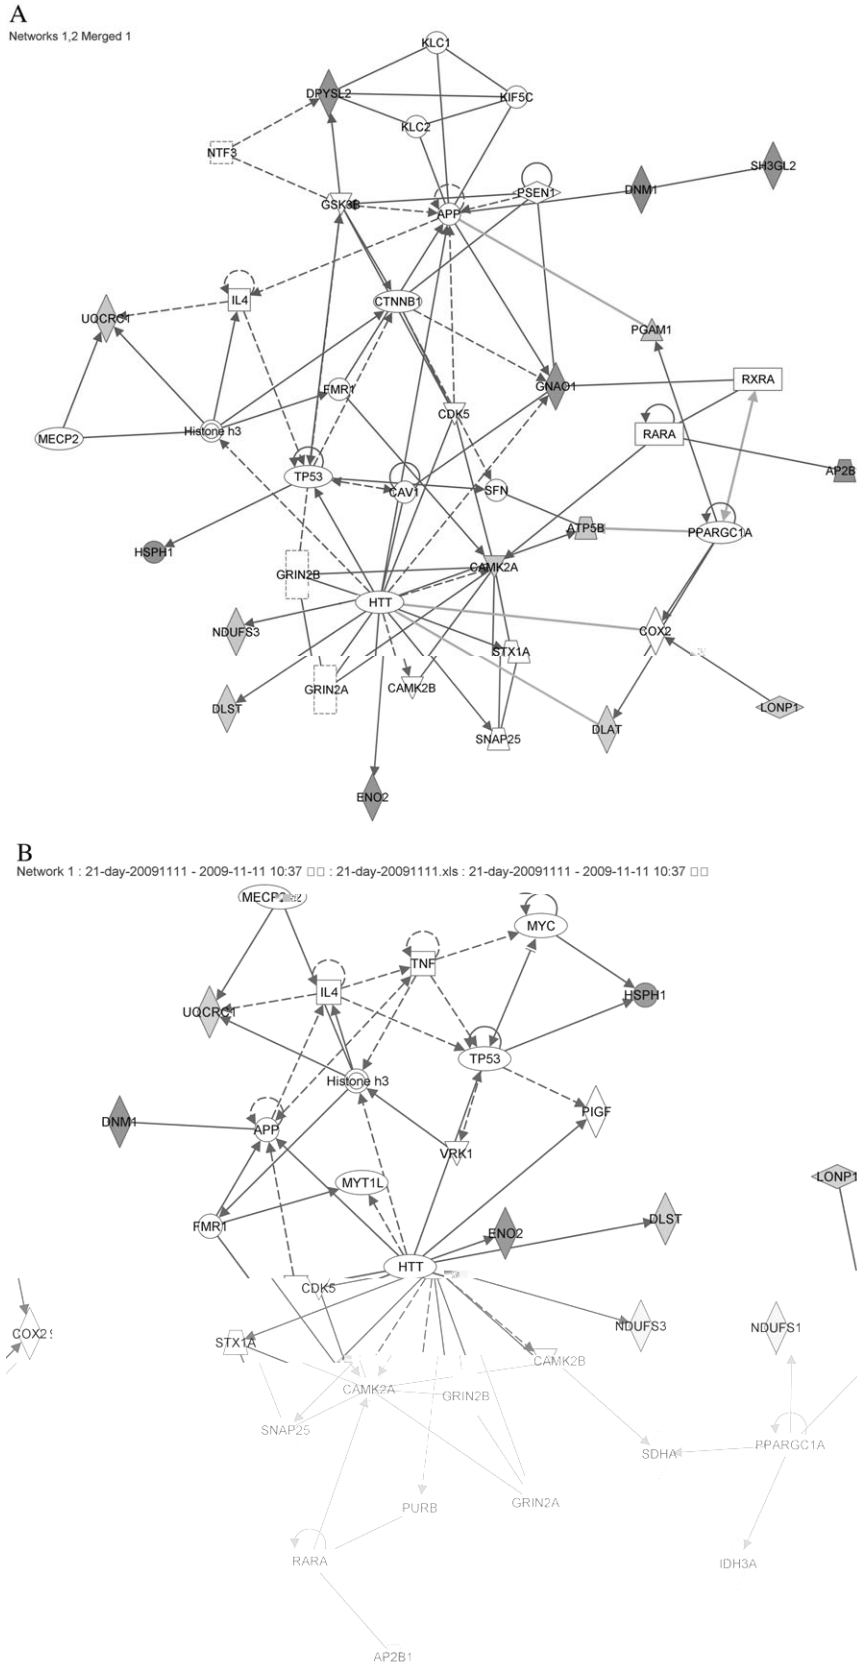 A
Networks 1,2 Merged 1
KLC1
DPYSL2
KIF5C
KLC2
NTF3
SH3GL2
DNM1
PSEN1
GSK3B
APP
IL4
CTNNB1
UQCRC1
PGAM1
RXRA
FMR1
GNAO1
CDK5
MECP2
Histone h3
RARA
AP2B
TP53
CAV1
SFN
ATP5B
PPARGC1A
HSPH1
GRIN2B
CAMK2A
HTT
NDUFS3
COX2
STX1A
GRIN2A
CAMK2B
DLST
LONP1
SNAP25
DLAT
ENO2
B
Network 1 : 21-day-20091111 - 2009-11-11 10:37 □□ : 21-day-20091111.xls : 21-day-20091111 - 2009-11-11 10:37 □□
MYC
TNF
IL4
HSPH1
UQCRC1
TP53
Histone h3
PIGF
DNM1
APP
VRK1
MYT1L
LONP1
FMR1
DLST
ENO2
HTT
CDK5
NDUFS3
NDUFS1
COX2
STX1A
CAMK2B
CAMK2A
GRIN2B
SNAP25
PPARGC1A
SDHA
GRIN2A
PURB
RARA
IDH3A
AP2B1